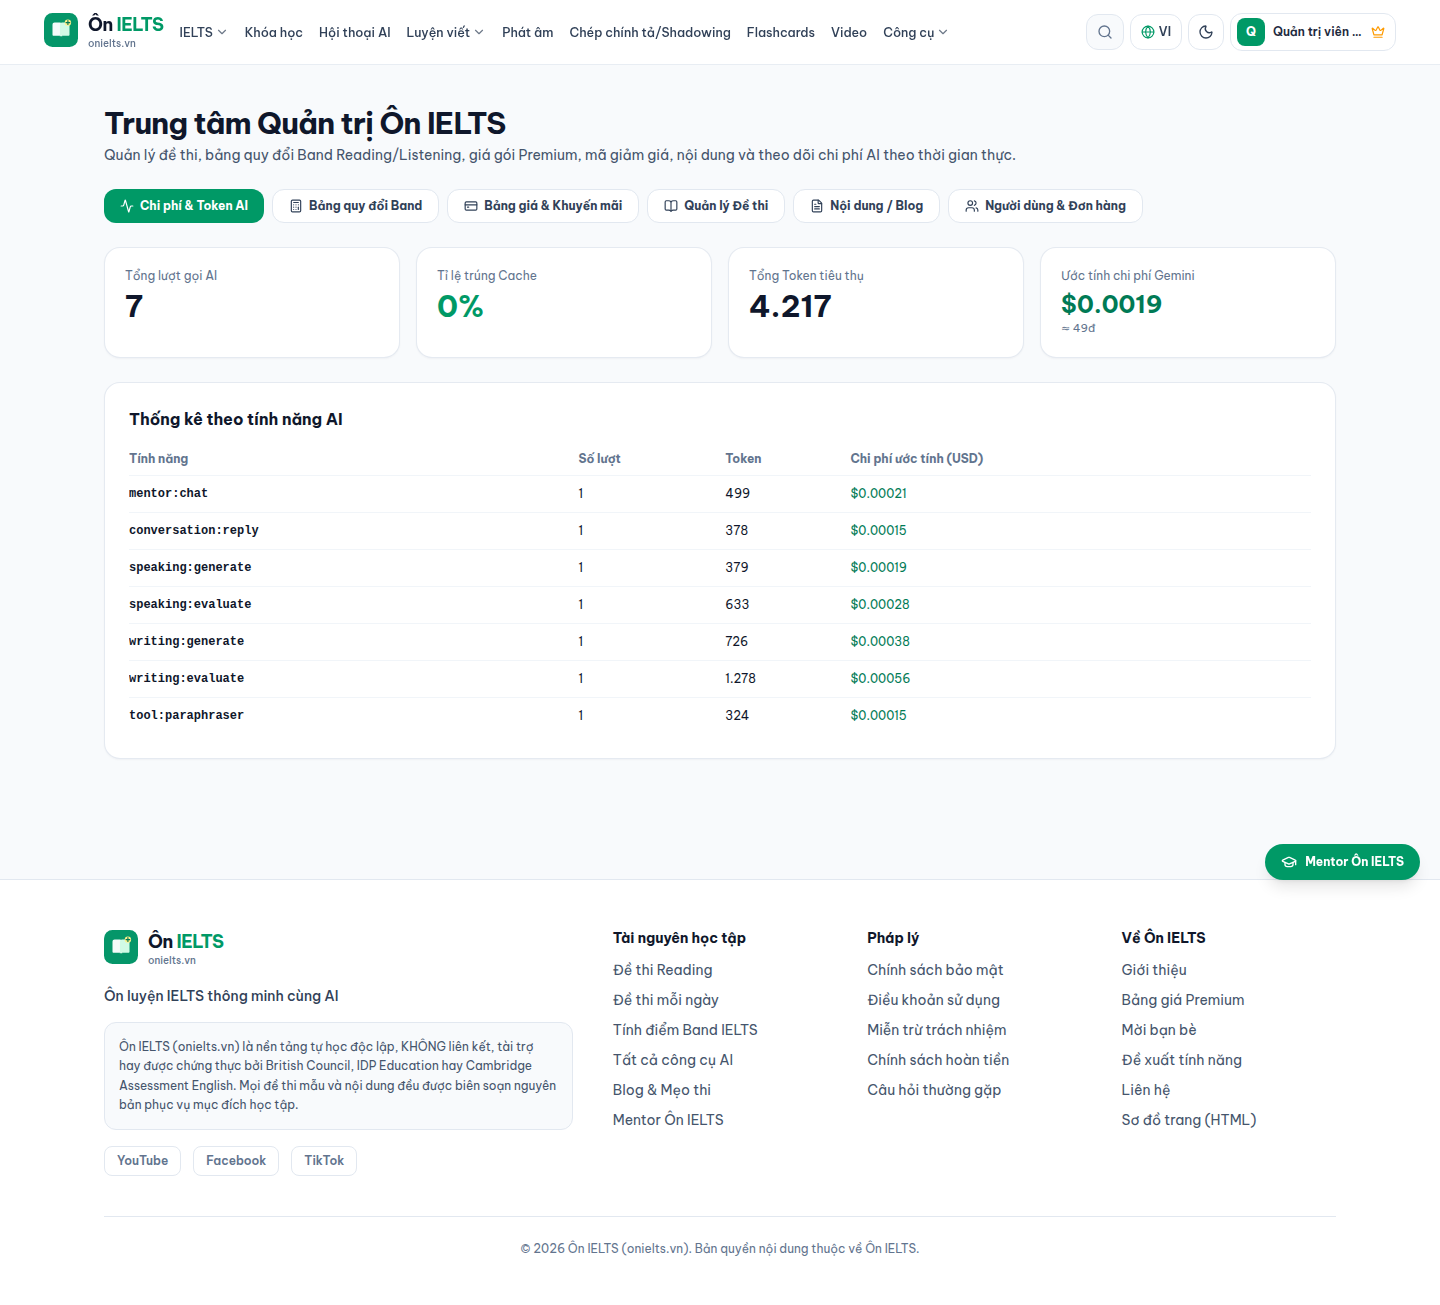 Ôn IELTS
onielts.vn
IELTS
Khóa học
Hội thoại AI
Luyện viết
Phát âm
Chép chính tả/Shadowing
Flashcards
Video
Công cụ
VI
Q
Quản trị viên ...
Trung tâm Quản trị Ôn IELTS
Quản lý đề thi, bảng quy đổi Band Reading/Listening, giá gói Premium, mã giảm giá, nội dung và theo dõi chi phí AI theo thời gian thực.
Chi phí & Token AI
Bảng quy đổi Band
Bảng giá & Khuyến mãi
Quản lý Đề thi
Nội dung / Blog
Người dùng & Đơn hàng
Tổng lượt gọi AI
7
Tỉ lệ trúng Cache
0%
Tổng Token tiêu thụ
4.217
Ước tính chi phí Gemini
$0.0019
≈ 49đ
Thống kê theo tính năng AI
Tính năng Số lượt Token Chi phí ước tính (USD)
mentor:chat 1 499 $0.00021
conversation:reply 1 378 $0.00015
speaking:generate 1 379 $0.00019
speaking:evaluate 1 633 $0.00028
writing:generate 1 726 $0.00038
writing:evaluate 1 1.278 $0.00056
tool:paraphraser 1 324 $0.00015
Mentor Ôn IELTS
Ôn IELTS
onielts.vn
Ôn luyện IELTS thông minh cùng AI
Ôn IELTS (onielts.vn) là nền tảng tự học độc lập, KHÔNG liên kết, tài trợ
hay được chứng thực bởi British Council, IDP Education hay Cambridge
Assessment English. Mọi đề thi mẫu và nội dung đều được biên soạn nguyên
bản phục vụ mục đích học tập.
YouTube
Facebook
TikTok
Tài nguyên học tập
Đề thi Reading
Đề thi mỗi ngày
Tính điểm Band IELTS
Tất cả công cụ AI
Blog & Mẹo thi
Mentor Ôn IELTS
Pháp lý
Chính sách bảo mật
Điều khoản sử dụng
Miễn trừ trách nhiệm
Chính sách hoàn tiền
Câu hỏi thường gặp
Về Ôn IELTS
Giới thiệu
Bảng giá Premium
Mời bạn bè
Đề xuất tính năng
Liên hệ
Sơ đồ trang (HTML)
© 2026 Ôn IELTS (onielts.vn). Bản quyền nội dung thuộc về Ôn IELTS.